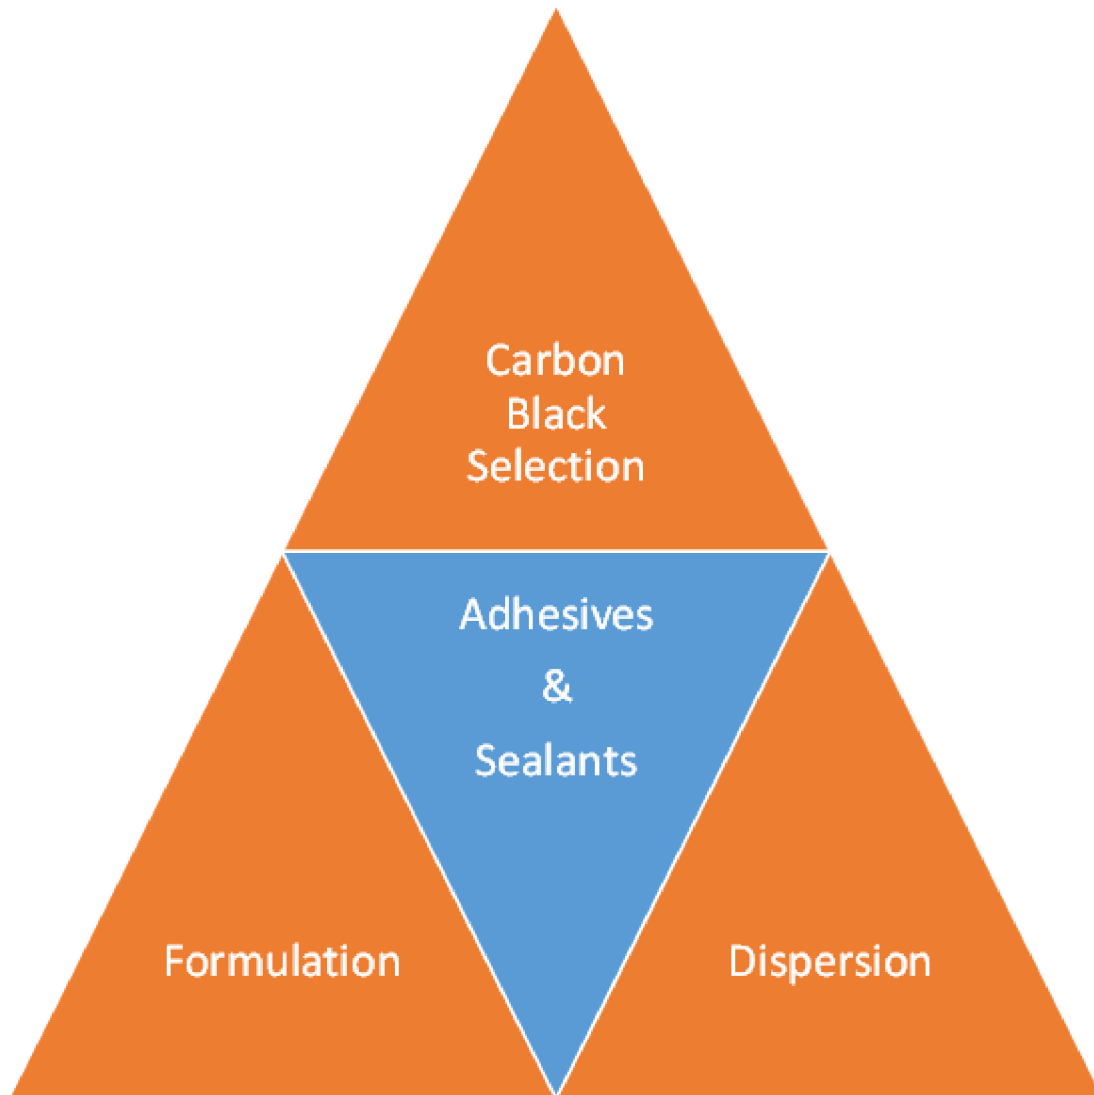 Carbon
Black
Selection
Adhesives
&
Sealants
Formulation
Dispersion